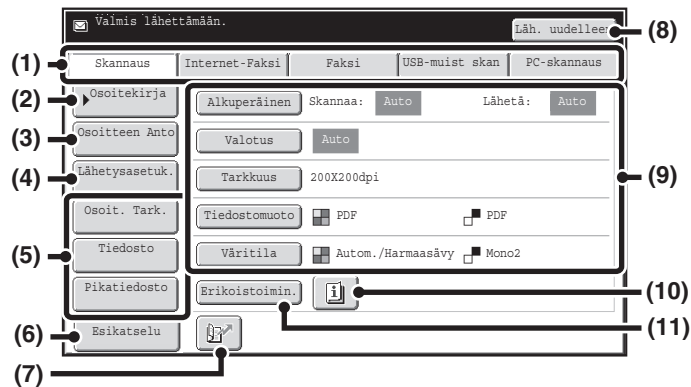 Valmis lähettämään.
Läh. uudelleen
(8)
(1)
Skannaus Internet-Faksi Faksi USB-muist skan PC-skannaus
(2)
Osoitekirja
Alkuperäinen Skannaa: Auto Lähetä: Auto
(3)
Osoitteen Anto
Valotus Auto
(4)
Lähetysasetuk.
Tarkkuus 200X200dpi
(9)
(5)
Osoit. Tark.
Tiedostomuoto PDF PDF
Tiedosto
Väritila Autom./Harmaasävy Mono2
Pikatiedosto
Erikoistoimin.
(10)
(11)
(6)
Esikatselu
(7)